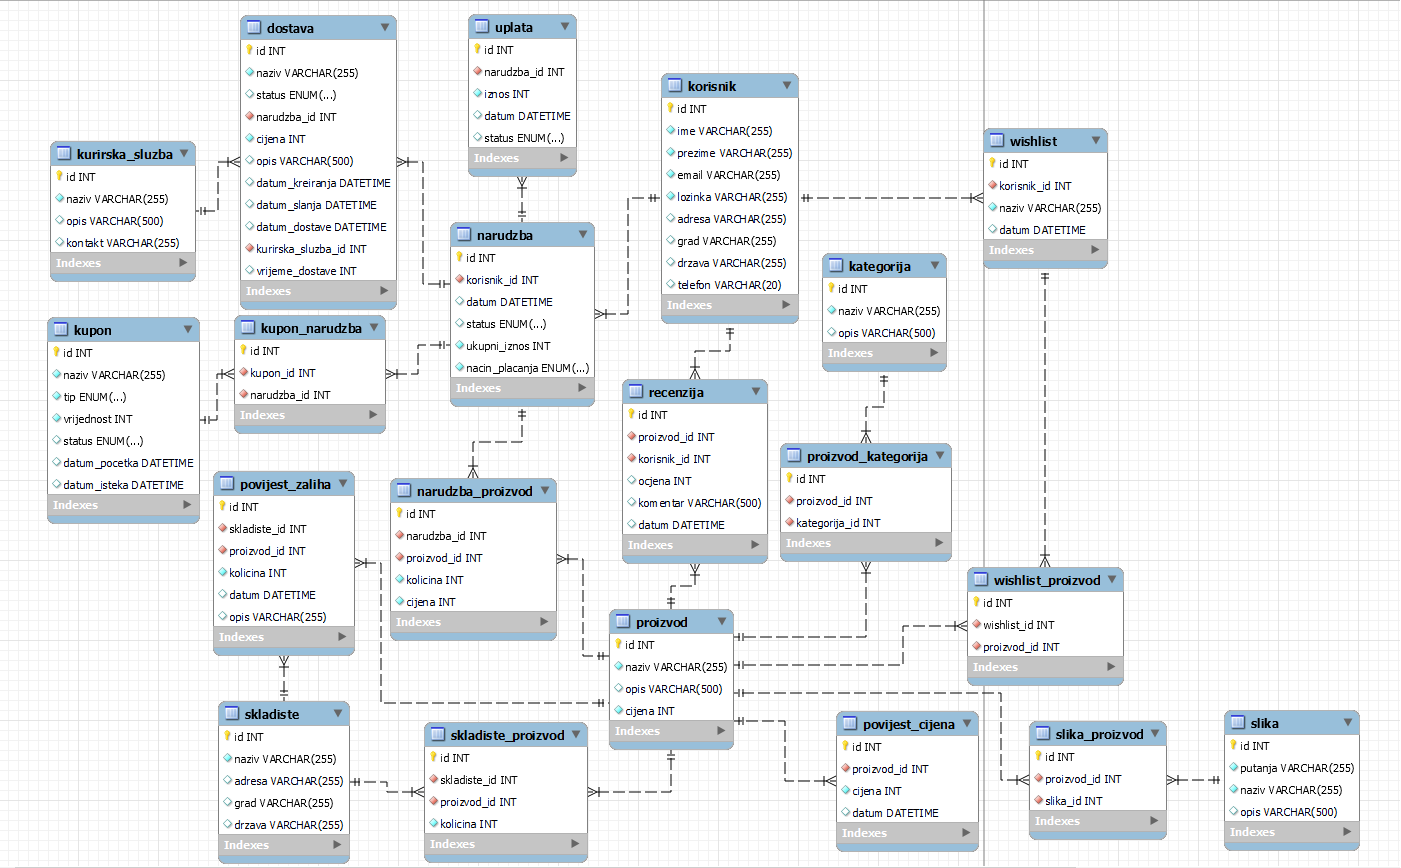 dostava
id INT
naziv VARCHAR(255)
status ENUM(...)
narudzba_id INT
cijena INT
opis VARCHAR(500)
datum_kreiranja DATETIME
datum_slanja DATETIME
datum_dostave DATETIME
kurirska_sluzba_id INT
vrijeme_dostave INT
Indexes
uplata
id INT
narudzba_id INT
iznos INT
datum DATETIME
status ENUM(...)
Indexes
korisnik
id INT
ime VARCHAR(255)
prezime VARCHAR(255)
email VARCHAR(255)
lozinka VARCHAR(255)
adresa VARCHAR(255)
grad VARCHAR(255)
drzava VARCHAR(255)
telefon VARCHAR(20)
Indexes
wishlist
id INT
korisnik_id INT
naziv VARCHAR(255)
datum DATETIME
Indexes
kurirska_sluzba
id INT
naziv VARCHAR(255)
opis VARCHAR(500)
kontakt VARCHAR(255)
Indexes
narudzba
id INT
korisnik_id INT
datum DATETIME
status ENUM(...)
ukupni_iznos INT
nacin_placanja ENUM(...)
Indexes
kategorija
id INT
naziv VARCHAR(255)
opis VARCHAR(500)
Indexes
kupon
id INT
naziv VARCHAR(255)
tip ENUM(...)
vrijednost INT
status ENUM(...)
datum_pocetka DATETIME
datum_isteka DATETIME
Indexes
kupon_narudzba
id INT
kupon_id INT
narudzba_id INT
Indexes
recenzija
id INT
proizvod_id INT
korisnik_id INT
ocjena INT
komentar VARCHAR(500)
datum DATETIME
Indexes
proizvod_kategorija
id INT
proizvod_id INT
kategorija_id INT
Indexes
povijest_zaliha
id INT
skladiste_id INT
proizvod_id INT
kolicina INT
datum DATETIME
opis VARCHAR(255)
Indexes
narudzba_proizvod
id INT
narudzba_id INT
proizvod_id INT
kolicina INT
cijena INT
Indexes
wishlist_proizvod
id INT
wishlist_id INT
proizvod_id INT
Indexes
proizvod
id INT
naziv VARCHAR(255)
opis VARCHAR(500)
cijena INT
Indexes
skladiste
id INT
naziv VARCHAR(255)
adresa VARCHAR(255)
grad VARCHAR(255)
drzava VARCHAR(255)
Indexes
skladiste_proizvod
id INT
skladiste_id INT
proizvod_id INT
kolicina INT
Indexes
povijest_cijena
id INT
proizvod_id INT
cijena INT
datum DATETIME
Indexes
slika_proizvod
id INT
proizvod_id INT
slika_id INT
Indexes
slika
id INT
putanja VARCHAR(255)
naziv VARCHAR(255)
opis VARCHAR(500)
Indexes